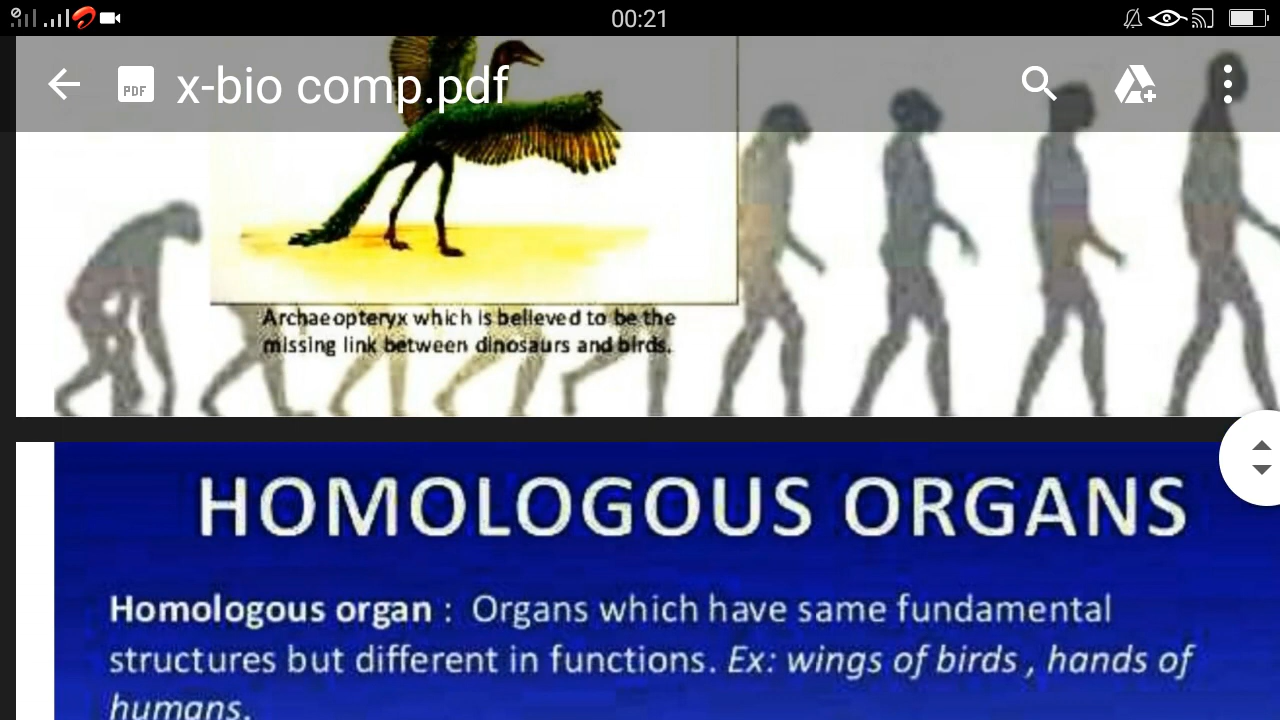 00:21
PDF
x-bio comp.pdf
Archaeopteryx which is believed to be the
missing link between dinosaurs and birds.
HOMOLOGOUS ORGANS
Homologous organ : Organs which have same fundamental
structures but different in functions. Ex: wings of birds , hands of
humans.